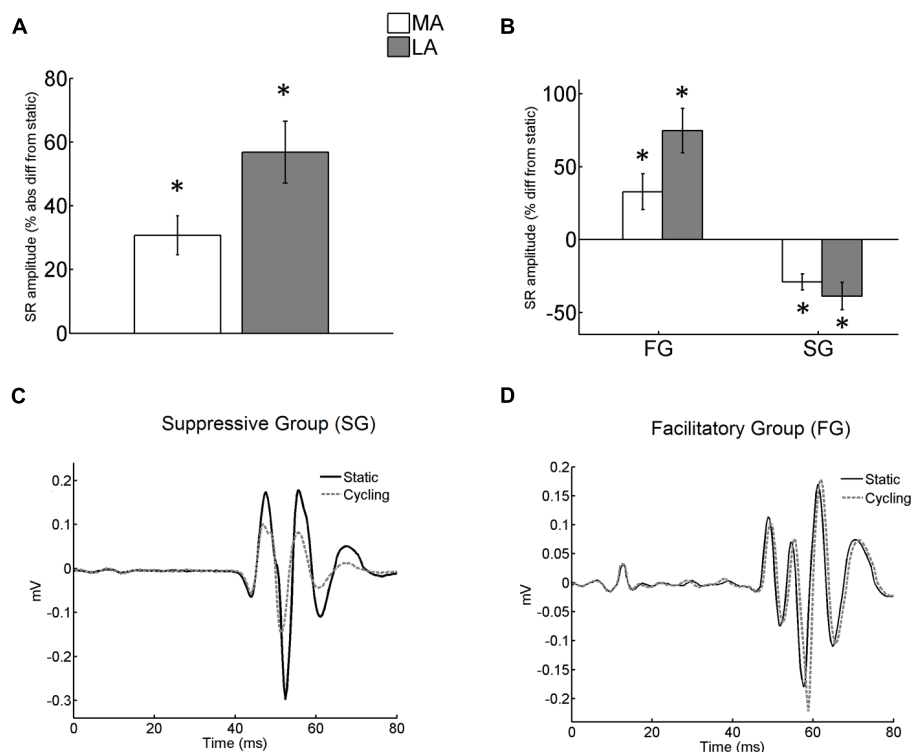 A
MA
LA
SR amplitude (% abs diff from static)
80
60
40
20
0
*
*
B
SR amplitude (% diff from static)
100
50
0
-50
*
*
*
*
FG
SG
C
Suppressive Group (SG)
Static
Cycling
mV
0.2
0.1
0
-0.1
-0.2
-0.3
0
20
40
60
80
Time (ms)
D
Facilitatory Group (FG)
Static
Cycling
mV
0.2
0.15
0.1
0.05
0
-0.05
-0.1
-0.15
-0.2
0
20
40
60
80
Time (ms)